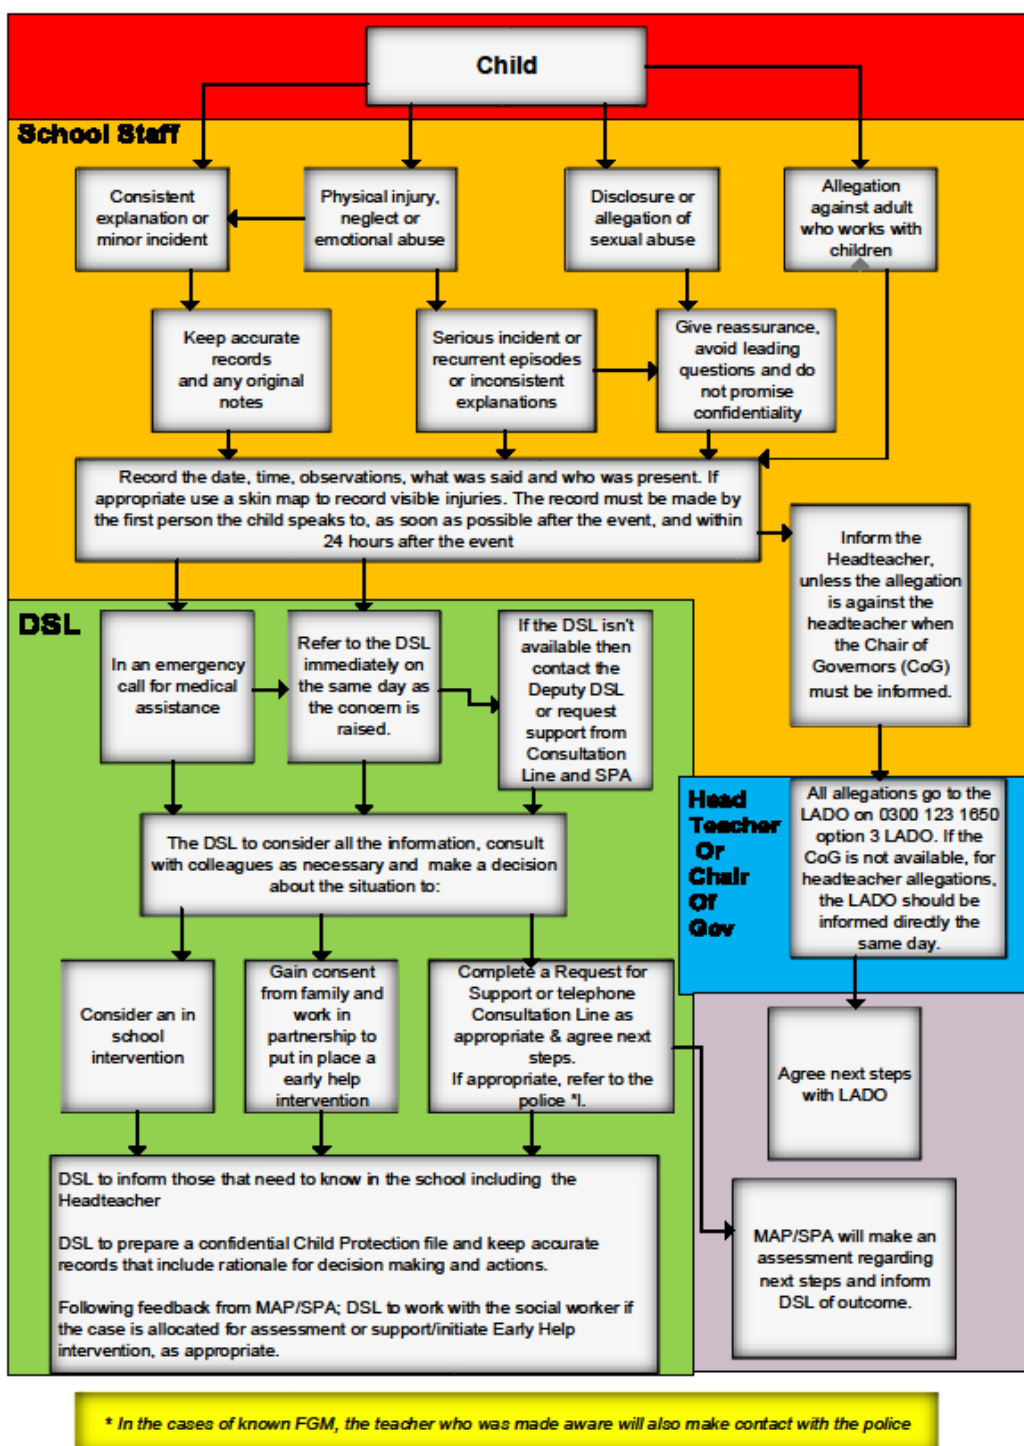 Child
School Staff
Consistent
explanation or
minor incident
Physical injury,
neglect or
emotional abuse
Disclosure or
allegation of
sexual abuse
Allegation
against adult
who works with
children
Keep accurate
records
and any original
notes
Serious incident or
recurrent episodes
or inconsistent
explanations
Give reassurance,
avoid leading
questions and do
not promise
confidentiality
Record the date, time, observations, what was said and who was present. If
appropriate use a skin map to record visible injuries. The record must be made by
the first person the child speaks to, as soon as possible after the event, and within
24 hours after the event
Inform the
Headteacher,
unless the allegation
is against the
headteacher when
the Chair of
Governors (CoG)
must be informed.
DSL
In an emergency
call for medical
assistance
Refer to the DSL
immediately on
the same day as
the concern is
raised.
If the DSL isn't
available then
contact the
Deputy DSL
or request
support from
Consultation
Line and SPA
Head
Teacher
Or
Chair
Of
Gov
All allegations go to the
LADO on 0300 123 1650
option 3 LADO. If the
CoG is not available, for
headteacher allegations,
the LADO should be
informed directly the
same day.
The DSL to consider all the information, consult
with colleagues as necessary and make a decision
about the situation to:
Consider an in
school
intervention
Gain consent
from family and
work in
partnership to
put in place a
early help
intervention
Complete a Request for
Support or telephone
Consultation Line as
appropriate & agree next
steps.
If appropriate, refer to the
police *I.
Agree next steps
with LADO
DSL to inform those that need to know in the school including the
Headteacher
DSL to prepare a confidential Child Protection file and keep accurate
records that include rationale for decision making and actions.
Following feedback from MAP/SPA; DSL to work with the social worker if
the case is allocated for assessment or support/initiate Early Help
intervention, as appropriate.
MAP/SPA will make an
assessment regarding
next steps and inform
DSL of outcome.
* In the cases of known FGM, the teacher who was made aware will also make contact with the police